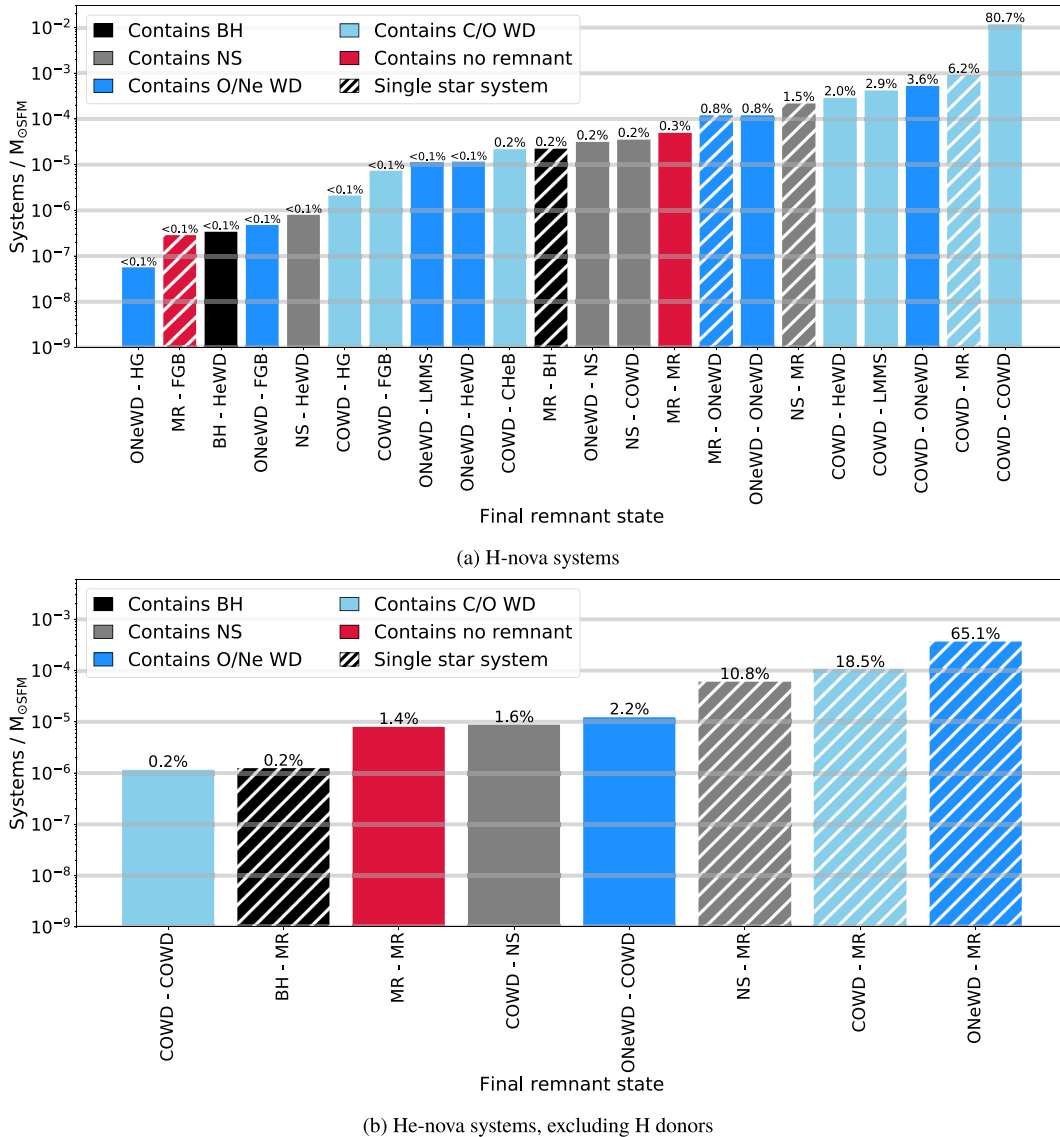 Systems / M⊙SFM
10⁻²
10⁻³
10⁻⁴
10⁻⁵
10⁻⁶
10⁻⁷
10⁻⁸
10⁻⁹
Contains BH
Contains NS
Contains O/Ne WD
Contains C/O WD
Contains no remnant
Single star system
<0.1%
<0.1%
<0.1%
<0.1%
<0.1%
<0.1%
<0.1%
<0.1%
<0.1%
0.2%
0.2%
0.2%
0.2%
0.3%
0.8%
0.8%
1.5%
2.0%
2.9%
3.6%
6.2%
80.7%
ONeWD - HG
MR - FGB
BH - HeWD
ONeWD - FGB
NS - HeWD
COWD - HG
COWD - FGB
ONeWD - LMMS
ONeWD - HeWD
COWD - CHeB
MR - BH
ONeWD - NS
NS - COWD
MR - MR
MR - ONeWD
ONeWD - ONeWD
NS - MR
COWD - HeWD
COWD - LMMS
COWD - ONeWD
COWD - MR
COWD - COWD
Final remnant state
(a) H-nova systems
Systems / M⊙SFM
10⁻³
10⁻⁴
10⁻⁵
10⁻⁶
10⁻⁷
10⁻⁸
10⁻⁹
Contains BH
Contains NS
Contains O/Ne WD
Contains C/O WD
Contains no remnant
Single star system
0.2%
0.2%
1.4%
1.6%
2.2%
10.8%
18.5%
65.1%
COWD - COWD
BH - MR
MR - MR
COWD - NS
ONeWD - COWD
NS - MR
COWD - MR
ONeWD - MR
Final remnant state
(b) He-nova systems, excluding H donors